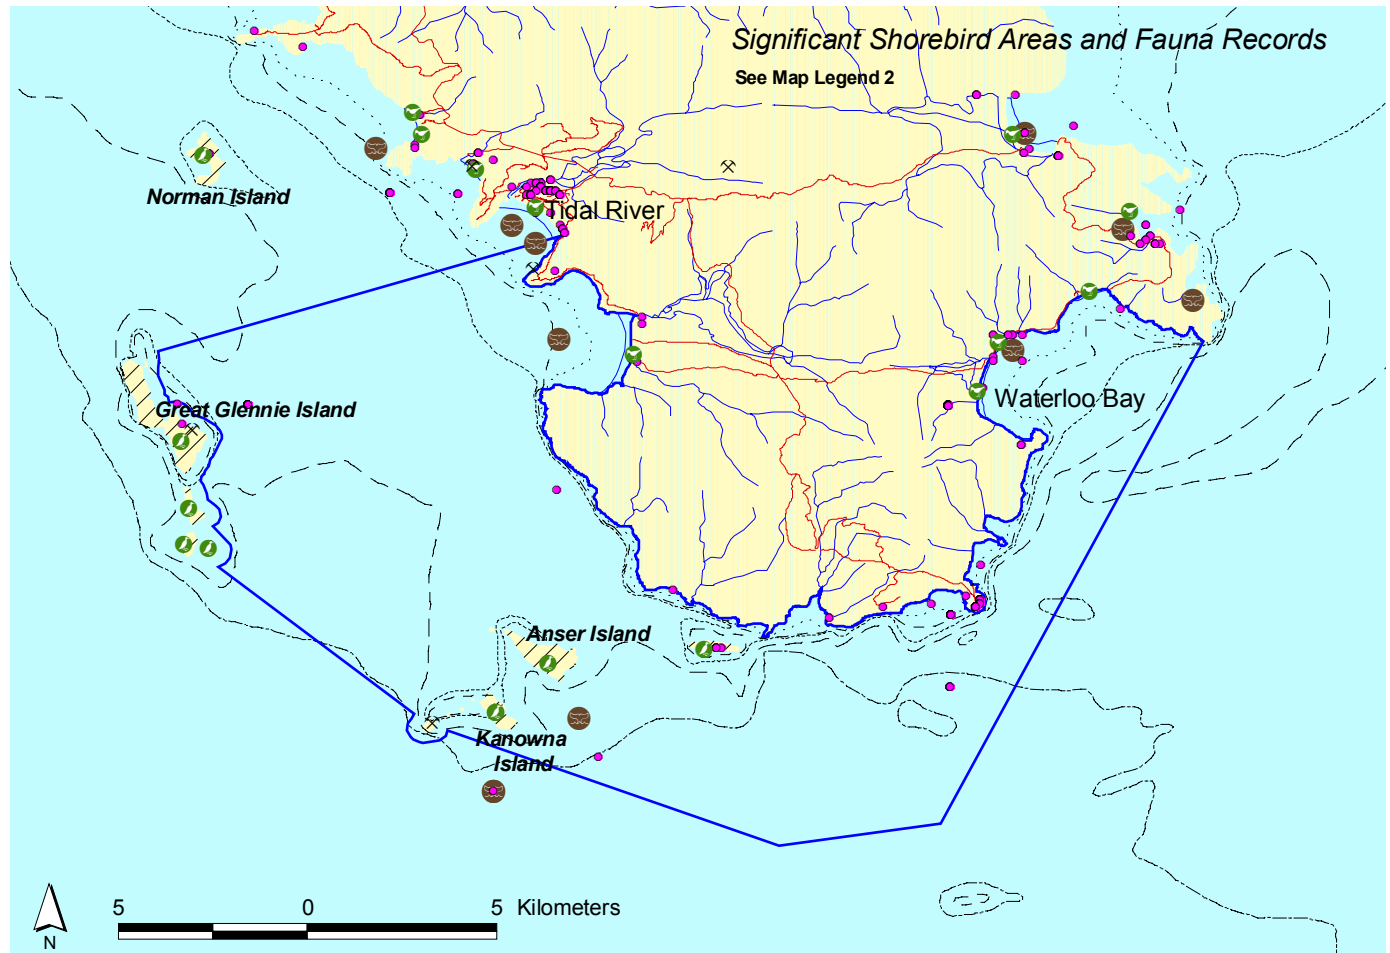 Significant Shorebird Areas and Fauna Records
See Map Legend 2
Norman Island
Tidal River
Great Glennie Island
Waterloo Bay
Anser Island
Kanowna
Island
5 0 5 Kilometers
N